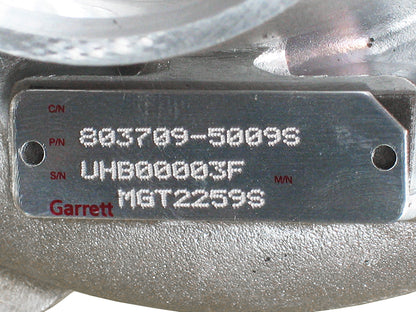 C/N
P/N 803709-5009S
S/N UHB00003F M/N
MGT2259S
Garrett